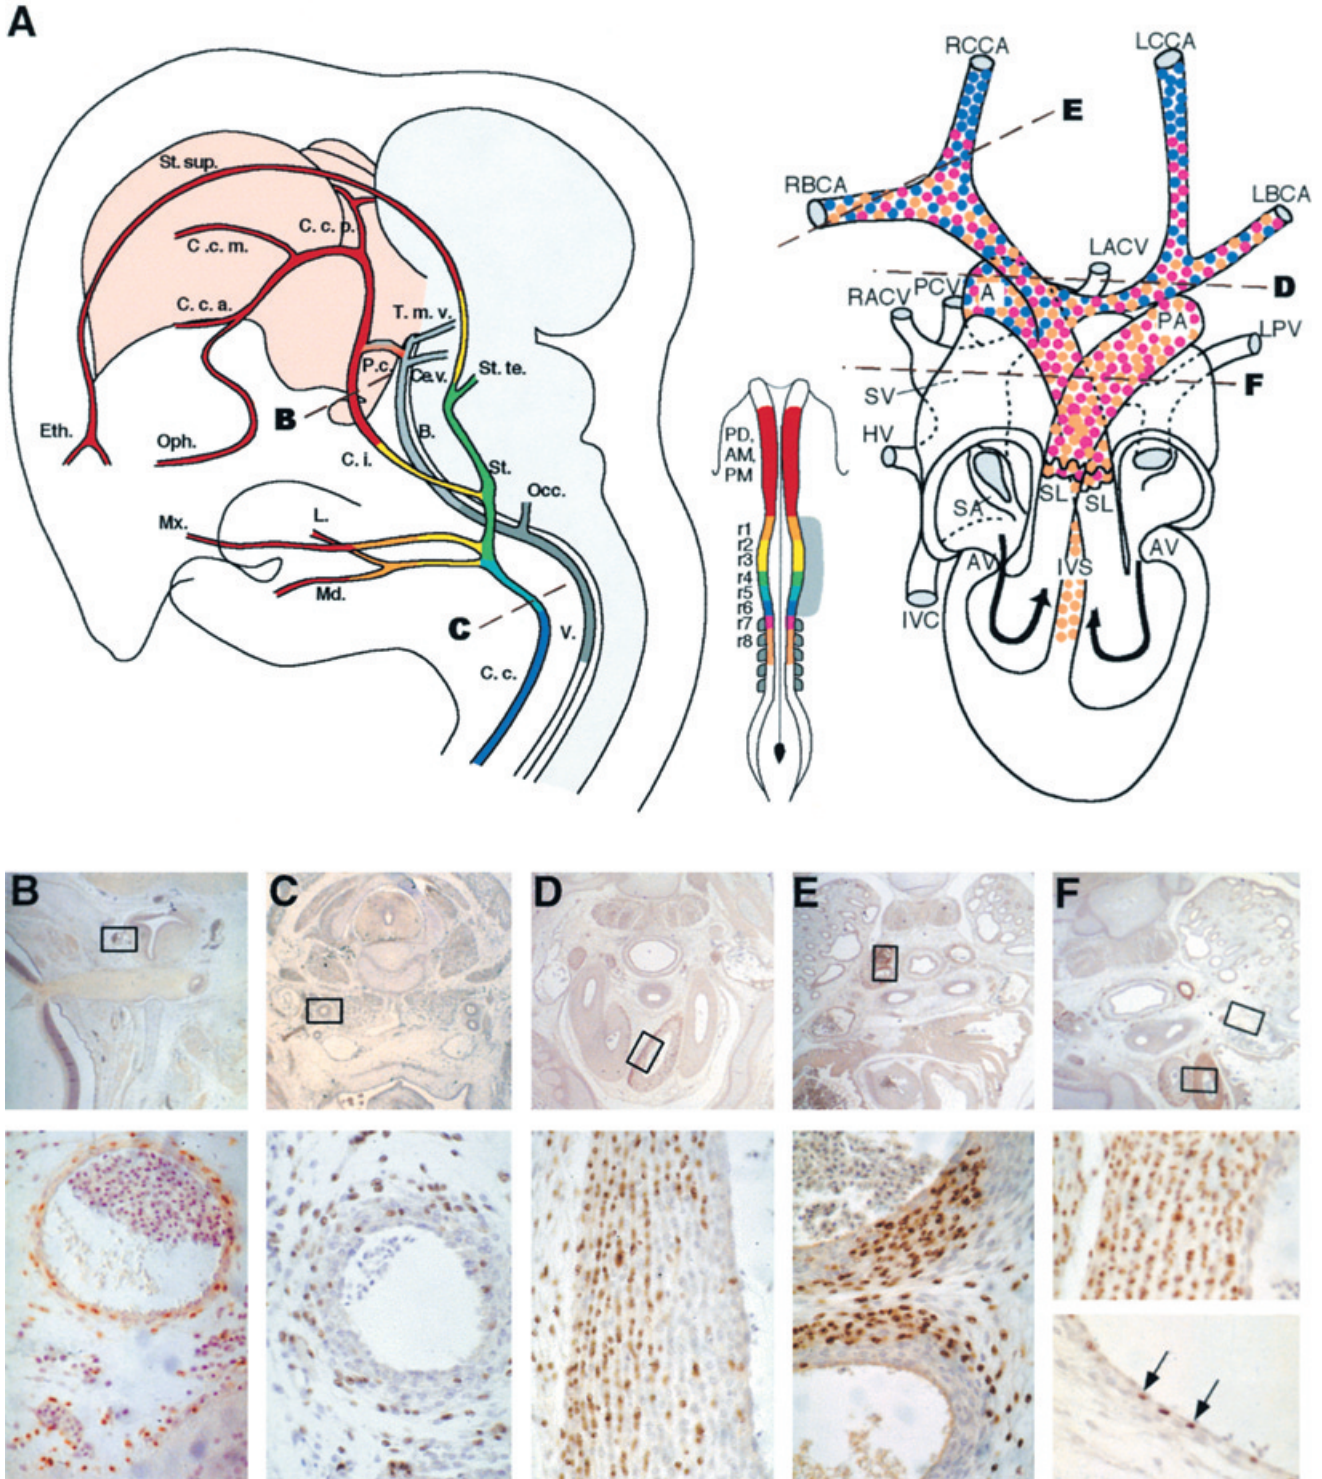 A
St. sup.
C. c. p.
C .c. m.
C. c. a.
T. m. v.
P.c.
Ce.v.
St. te.
B
B.
Eth.
Oph.
C. i.
St.
Occ.
Mx.
L.
Md.
C
V.
C. c.
PD,
AM,
PM
r1
r2
r3
r4
r5
r6
r7
r8
RCCA
LCCA
E
RBCA
LBCA
LACV
D
RACV
PCV
A
PA
LPV
F
SV
HV
SL
SL
SA
AV
AV
IVS
IVC
B
C
D
E
F